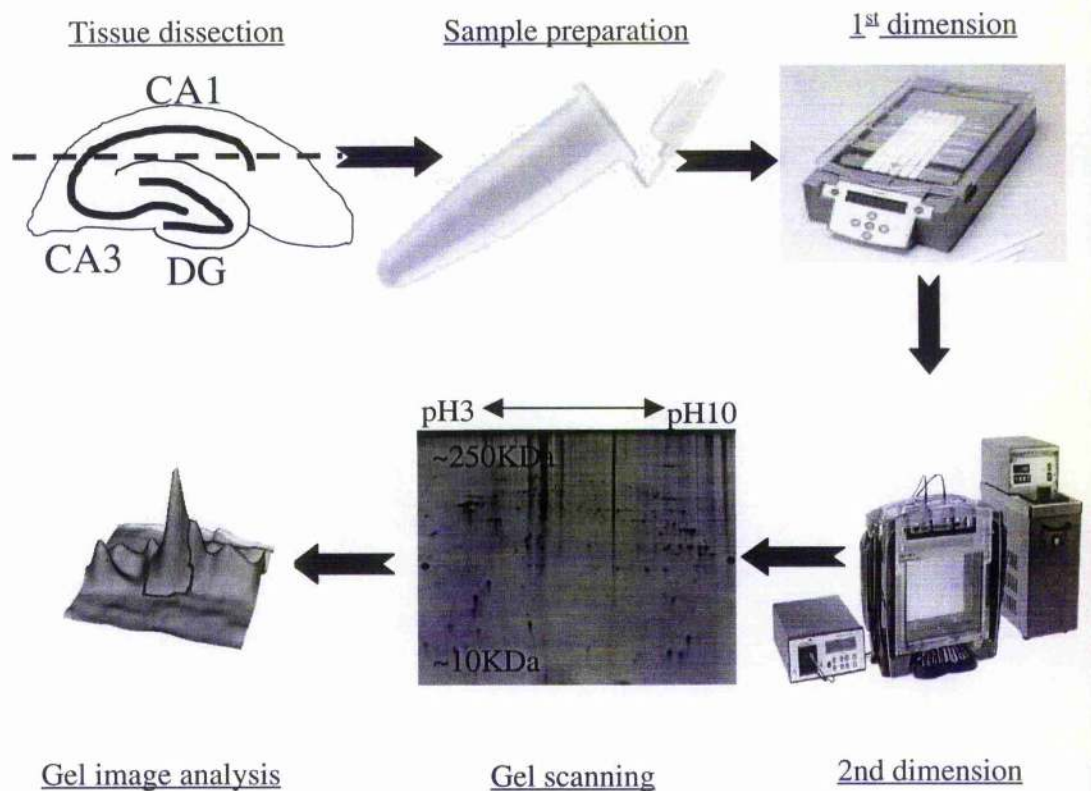 Tissue dissection
Sample preparation
1st dimension
CA1
CA3
DG
pH3
pH10
~250KDa
~10KDa
Gel image analysis
Gel scanning
2nd dimension